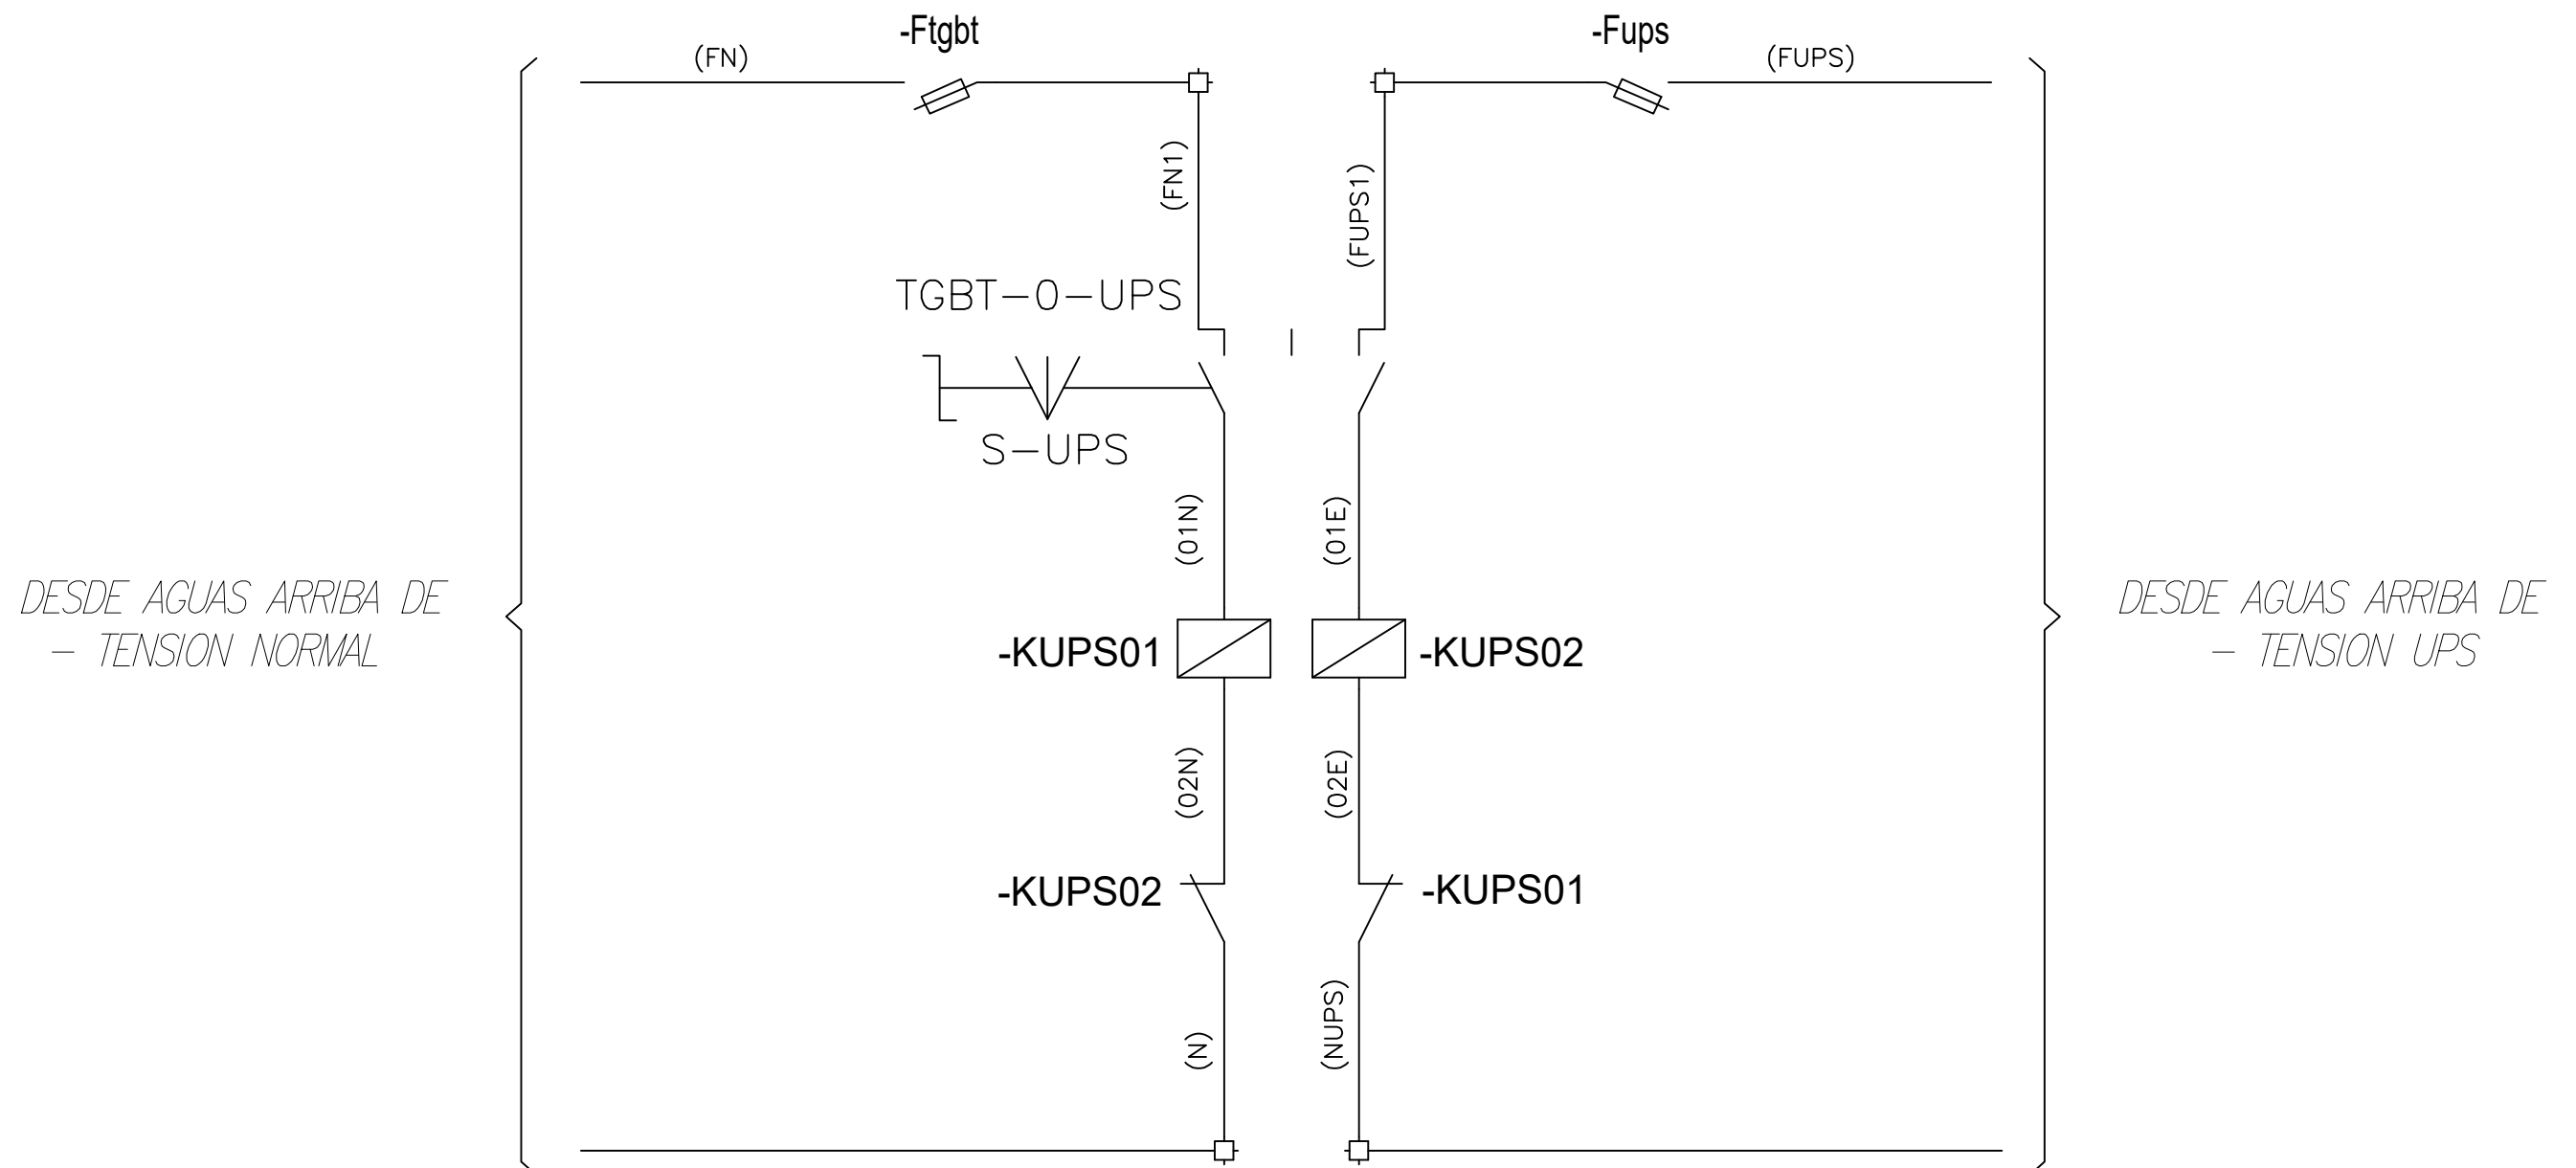 -Ftgbt
-Fups
(FN)
(FUPS)
(FN1)
(FUPS1)
TGBT-0-UPS
S-UPS
(01N)
(01E)
DESDE AGUAS ARRIBA DE
- TENSION NORMAL
DESDE AGUAS ARRIBA DE
- TENSION UPS
-KUPS01
-KUPS02
(02N)
(02E)
-KUPS02
-KUPS01
(N)
(NUPS)